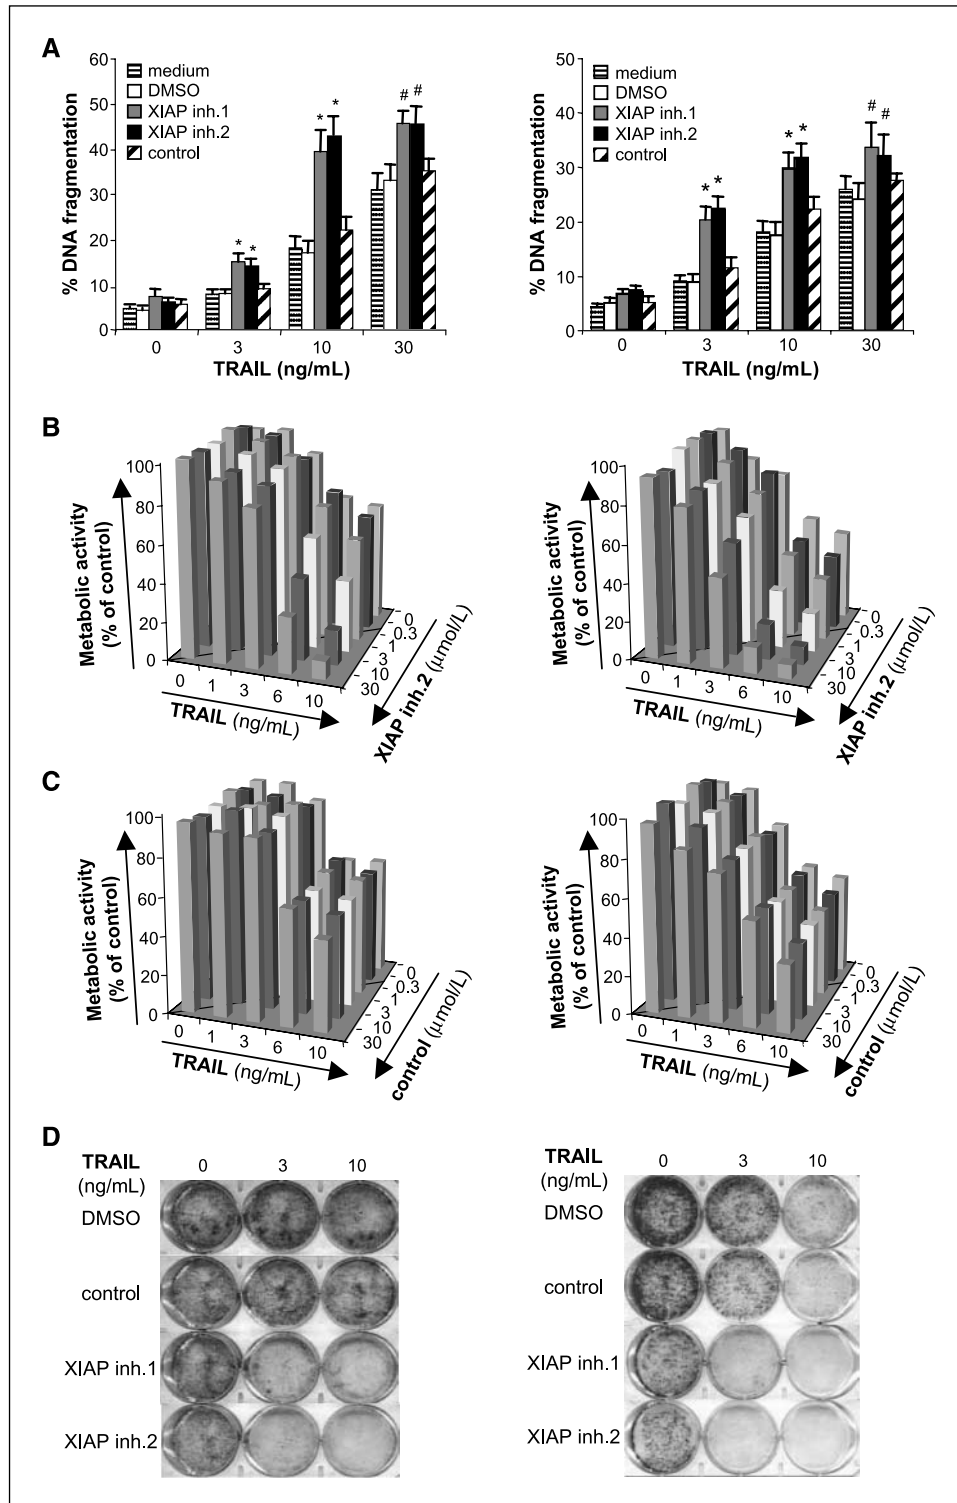 A
60
50
40
30
20
10
0
% DNA fragmentation
medium
DMSO
XIAP inh.1
XIAP inh.2
control
* *
* *
# #
0 3 10 30
TRAIL (ng/mL)
50
40
30
20
10
0
% DNA fragmentation
medium
DMSO
XIAP inh.1
XIAP inh.2
control
* *
* *
# #
0 3 10 30
TRAIL (ng/mL)
B
Metabolic activity
(% of control)
100
80
60
40
20
0
0 1 3 6 10
TRAIL (ng/mL)
0
0.3
1
3
10
30
XIAP inh.2 (µmol/L)
Metabolic activity
(% of control)
100
80
60
40
20
0
0 1 3 6 10
TRAIL (ng/mL)
0
0.3
1
3
10
30
XIAP inh.2 (µmol/L)
C
Metabolic activity
(% of control)
100
80
60
40
20
0
0 1 3 6 10
TRAIL (ng/mL)
0
0.3
1
3
10
30
control (µmol/L)
Metabolic activity
(% of control)
100
80
60
40
20
0
0 1 3 6 10
TRAIL (ng/mL)
0
0.3
1
3
10
30
control (µmol/L)
D
TRAIL 0 3 10
(ng/mL)
DMSO
control
XIAP inh.1
XIAP inh.2
TRAIL 0 3 10
(ng/mL)
DMSO
control
XIAP inh.1
XIAP inh.2